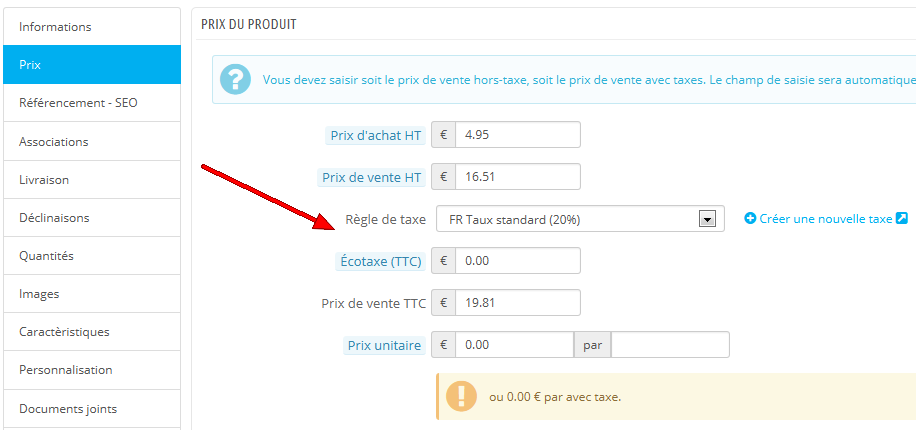 Informations
Prix
Référencement - SEO
Associations
Livraison
Déclinaisons
Quantités
Images
Caractèristiques
Personnalisation
Documents joints
PRIX DU PRODUIT
? Vous devez saisir soit le prix de vente hors-taxe, soit le prix de vente avec taxes. Le champ de saisie sera automatique
Prix d'achat HT € 4.95
Prix de vente HT € 16.51
Règle de taxe FR Taux standard (20%) Créer une nouvelle taxe
Écotaxe (TTC) € 0.00
Prix de vente TTC € 19.81
Prix unitaire € 0.00 par
! ou 0.00 € par avec taxe.